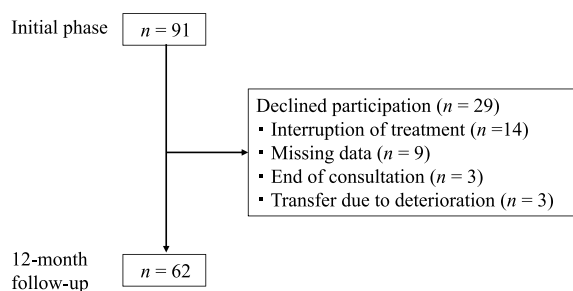 Initial phase
n = 91
Declined participation (n = 29)
・Interruption of treatment (n =14)
・Missing data (n = 9)
・End of consultation (n = 3)
・Transfer due to deterioration (n = 3)
12-month
follow-up
n = 62